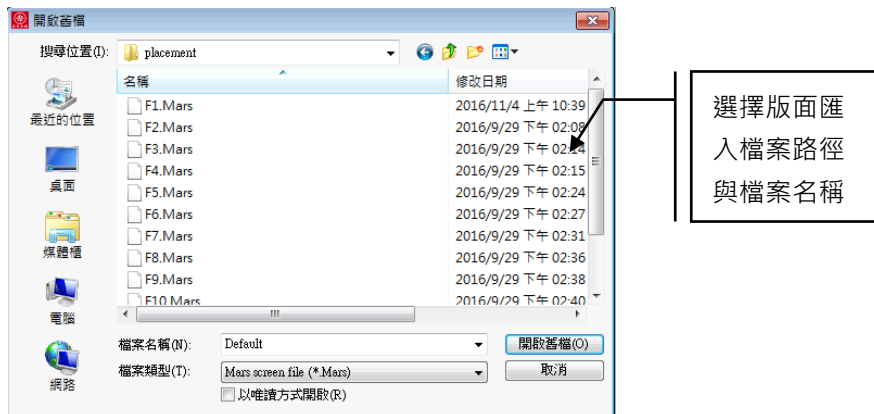 開啟舊檔
搜尋位置(I):
placement
名稱
修改日期
F1.Mars
2016/11/4 上午 10:39
F2.Mars
2016/9/29 下午 02:08
F3.Mars
2016/9/29 下午 02:14
F4.Mars
2016/9/29 下午 02:15
F5.Mars
2016/9/29 下午 02:24
F6.Mars
2016/9/29 下午 02:27
F7.Mars
2016/9/29 下午 02:31
F8.Mars
2016/9/29 下午 02:36
F9.Mars
2016/9/29 下午 02:38
F10.Mars
2016/9/29 下午 02:40
最近的位置
桌面
媒體櫃
電腦
網路
檔案名稱(N):
Default
開啟舊檔(O)
檔案類型(T):
Mars screen file (*.Mars)
取消
以唯讀方式開啟(R)
選擇版面匯
入檔案路徑
與檔案名稱